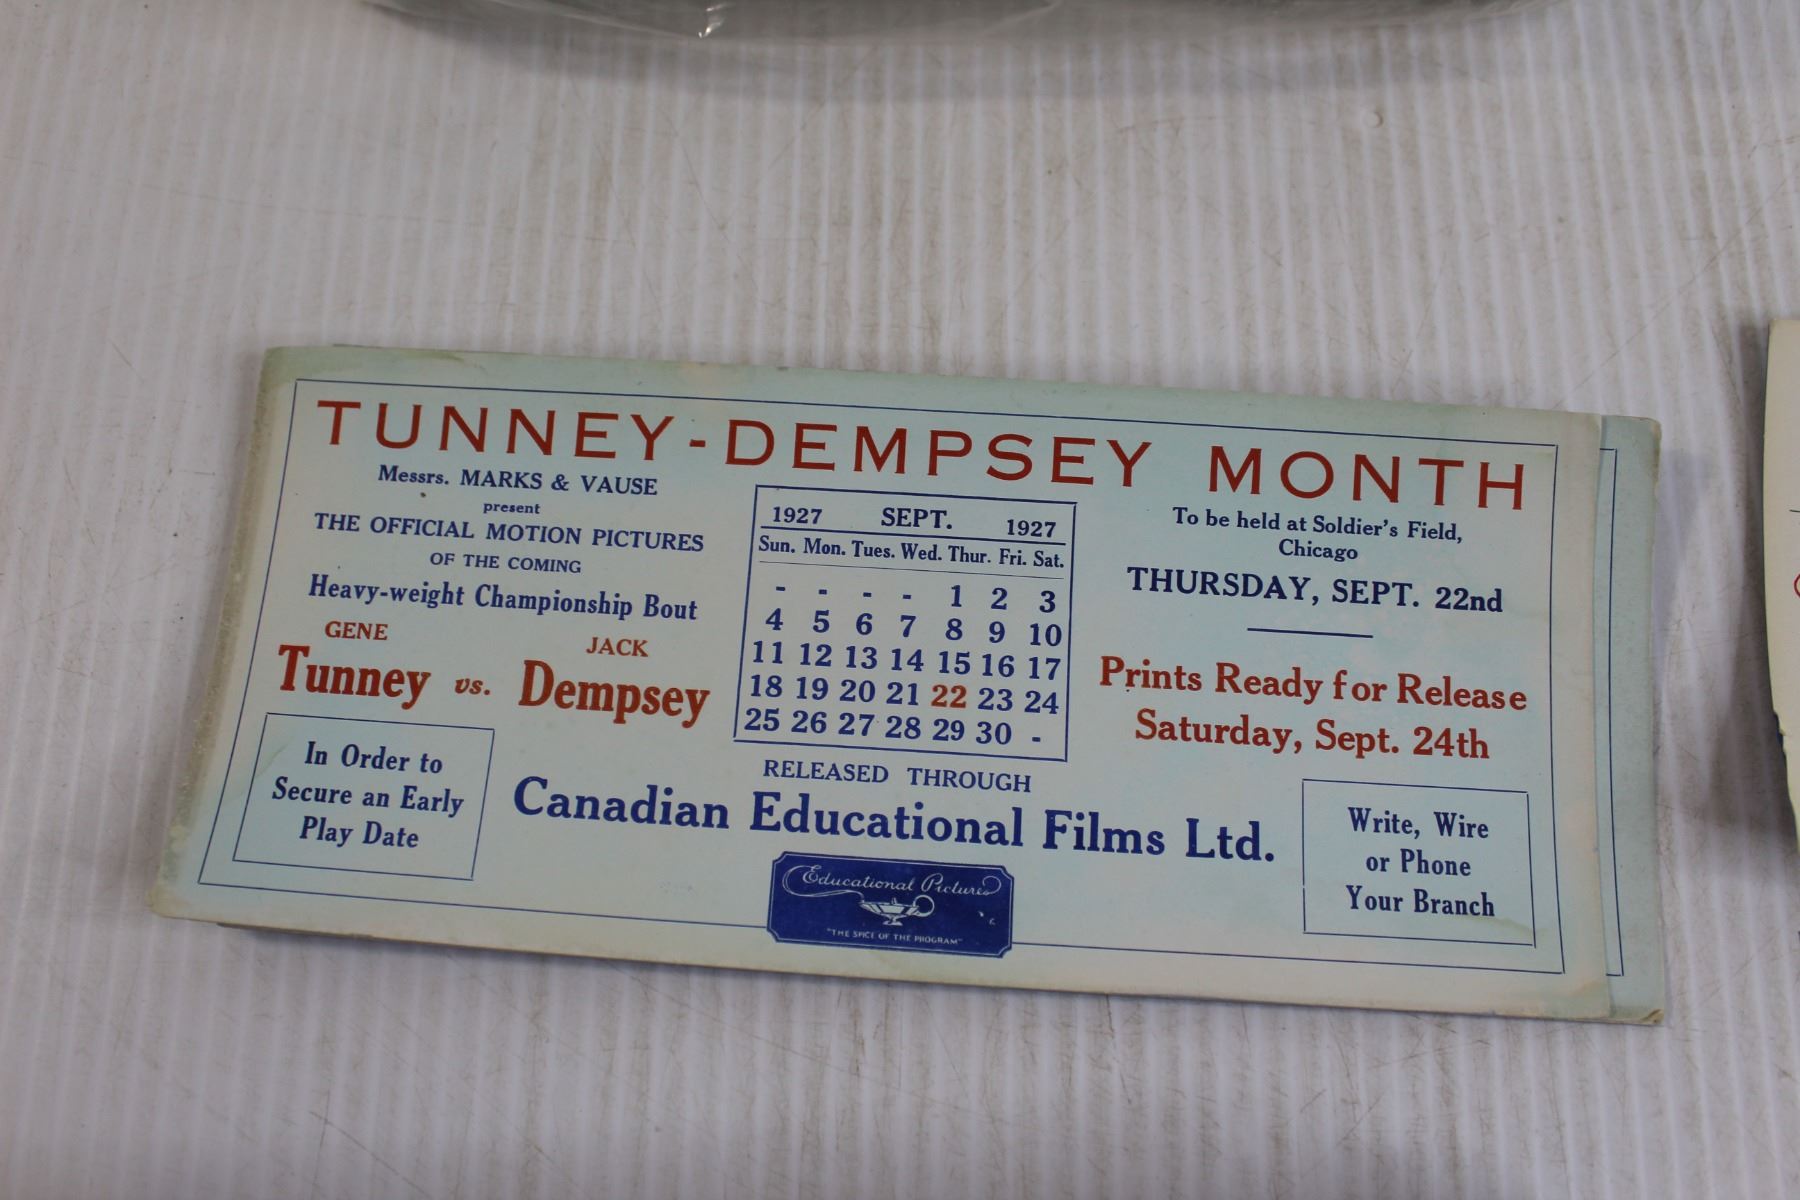 TUNNEY-DEMPSEY MONTH
Messrs. MARKS & VAUSE
present
THE OFFICIAL MOTION PICTURES
OF THE COMING
Heavy-weight Championship Bout
GENE
JACK
Tunney vs. Dempsey
In Order to
Secure an Early
Play Date
1927 SEPT. 1927
Sun. Mon. Tues. Wed. Thur. Fri. Sat.
- - - - 1 2 3
4 5 6 7 8 9 10
11 12 13 14 15 16 17
18 19 20 21 22 23 24
25 26 27 28 29 30 -
To be held at Soldier's Field,
Chicago
THURSDAY, SEPT. 22nd
Prints Ready for Release
Saturday, Sept. 24th
RELEASED THROUGH
Canadian Educational Films Ltd.
Educational Pictures
"THE SPICE OF THE PROGRAM"
Write, Wire
or Phone
Your Branch